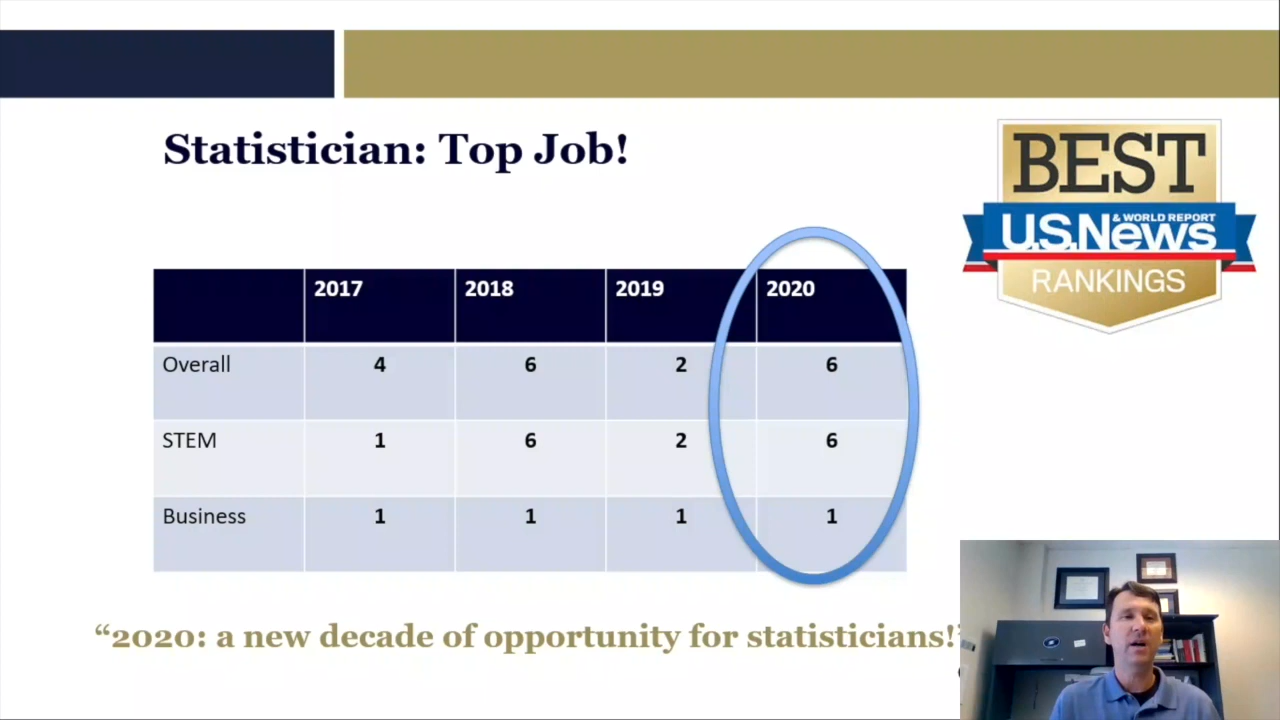 Statistician: Top Job!
BEST
U.S.News & WORLD REPORT
RANKINGS
2017 2018 2019 2020
Overall 4 6 2 6
STEM 1 6 2 6
Business 1 1 1 1
“2020: a new decade of opportunity for statisticians!”